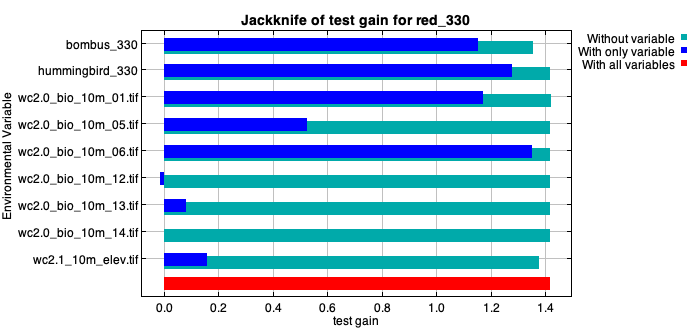 Jackknife of test gain for red_330
Without variable
With only variable
With all variables
Environmental Variable
bombus_330
hummingbird_330
wc2.0_bio_10m_01.tif
wc2.0_bio_10m_05.tif
wc2.0_bio_10m_06.tif
wc2.0_bio_10m_12.tif
wc2.0_bio_10m_13.tif
wc2.0_bio_10m_14.tif
wc2.1_10m_elev.tif
0.0 0.2 0.4 0.6 0.8 1.0 1.2 1.4
test gain